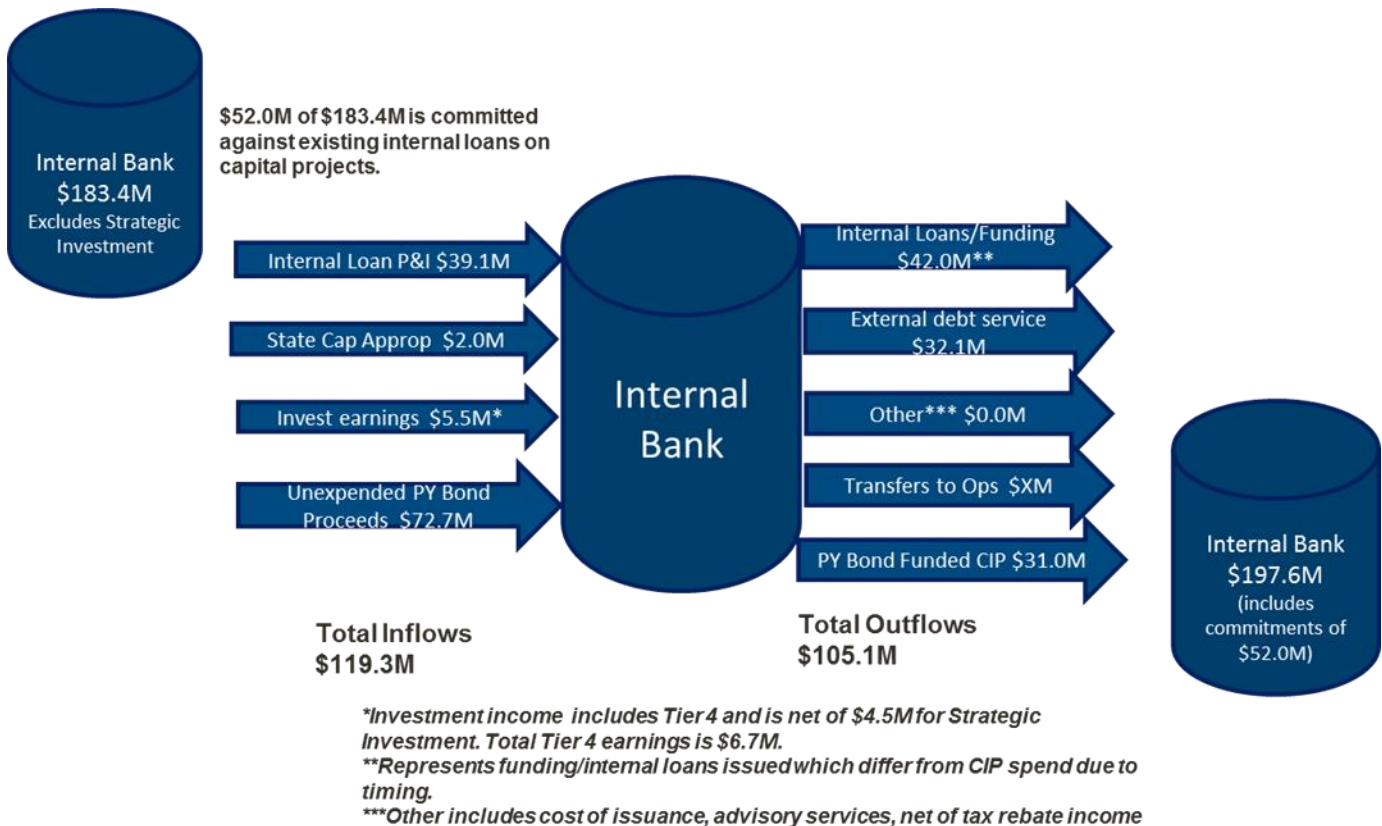 Internal Bank
$183.4M
Excludes Strategic
Investment
$52.0M of $183.4M is committed
against existing internal loans on
capital projects.
Internal Loan P&I $39.1M
State Cap Approp $2.0M
Invest earnings $5.5M*
Unexpended PY Bond
Proceeds $72.7M
Internal
Bank
Internal Loans/Funding
$42.0M**
External debt service
$32.1M
Other*** $0.0M
Transfers to Ops $XM
PY Bond Funded CIP $31.0M
Internal Bank
$197.6M
(includes
commitments of
$52.0M)
Total Inflows
$119.3M
Total Outflows
$105.1M
*Investment income includes Tier 4 and is net of $4.5M for Strategic
Investment. Total Tier 4 earnings is $6.7M.
**Represents funding/internal loans issued which differ from CIP spend due to
timing.
***Other includes cost of issuance, advisory services, net of tax rebate income